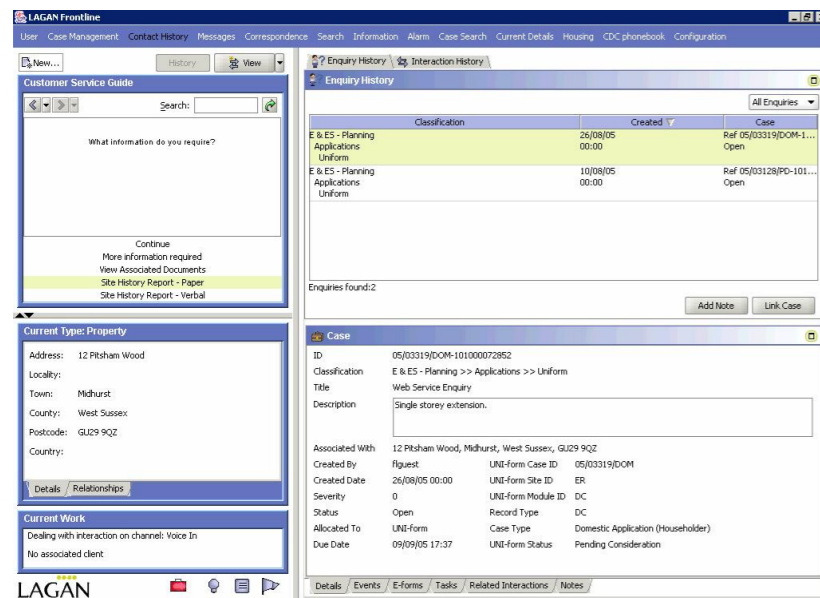 LAGAN Frontline
User Case Management Contact History Messages Correspondence Search Information Alarm Case Search Current Details Housing CDC phonebook Configuration
New...
History
View
Customer Service Guide
Search:
What information do you require?
Continue
More information required
View Associated Documents
Site History Report - Paper
Site History Report - Verbal
Current Type: Property
Address: 12 Pitsham Wood
Locality:
Town: Midhurst
County: West Sussex
Postcode: GU29 9QZ
Country:
Details Relationships
Current Work
Dealing with interaction on channel: Voice In
No associated client
LAGAN
Enquiry History Interaction History
Enquiry History
All Enquiries
Classification Created Case
E & ES - Planning 26/08/05 Ref 05/03319/DOM-1...
Applications 00:00 Open
Uniform
E & ES - Planning 10/08/05 Ref 05/03128/PD-101...
Applications 00:00 Open
Uniform
Enquiries found:2
Add Note Link Case
Case
ID 05/03319/DOM-101000072852
Classification E & ES - Planning >> Applications >> Uniform
Title Web Service Enquiry
Description Single storey extension.
Associated With 12 Pitsham Wood, Midhurst, West Sussex, GU29 9QZ
Created By flguest UNI-form Case ID 05/03319/DOM
Created Date 26/08/05 00:00 UNI-form Site ID ER
Severity 0 UNI-form Module ID DC
Status Open Record Type DC
Allocated To UNI-form Case Type Domestic Application (Householder)
Due Date 09/09/05 17:37 UNI-form Status Pending Consideration
Details Events E-forms Tasks Related Interactions Notes